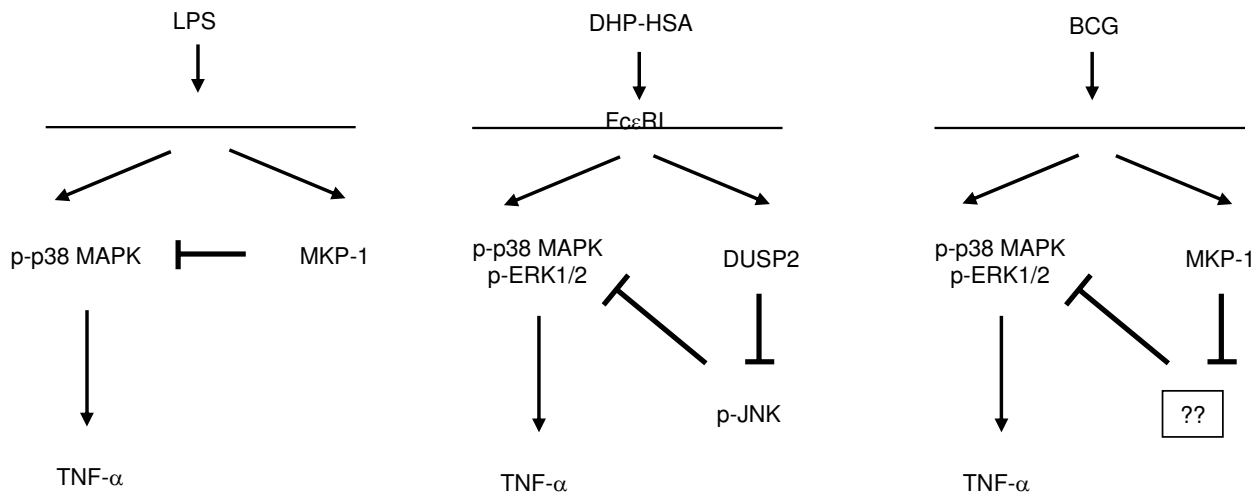 LPS
p-p38 MAPK
MKP-1
TNF-α
DHP-HSA
FcεRI
p-p38 MAPK
p-ERK1/2
DUSP2
p-JNK
TNF-α
BCG
p-p38 MAPK
p-ERK1/2
MKP-1
??
TNF-α